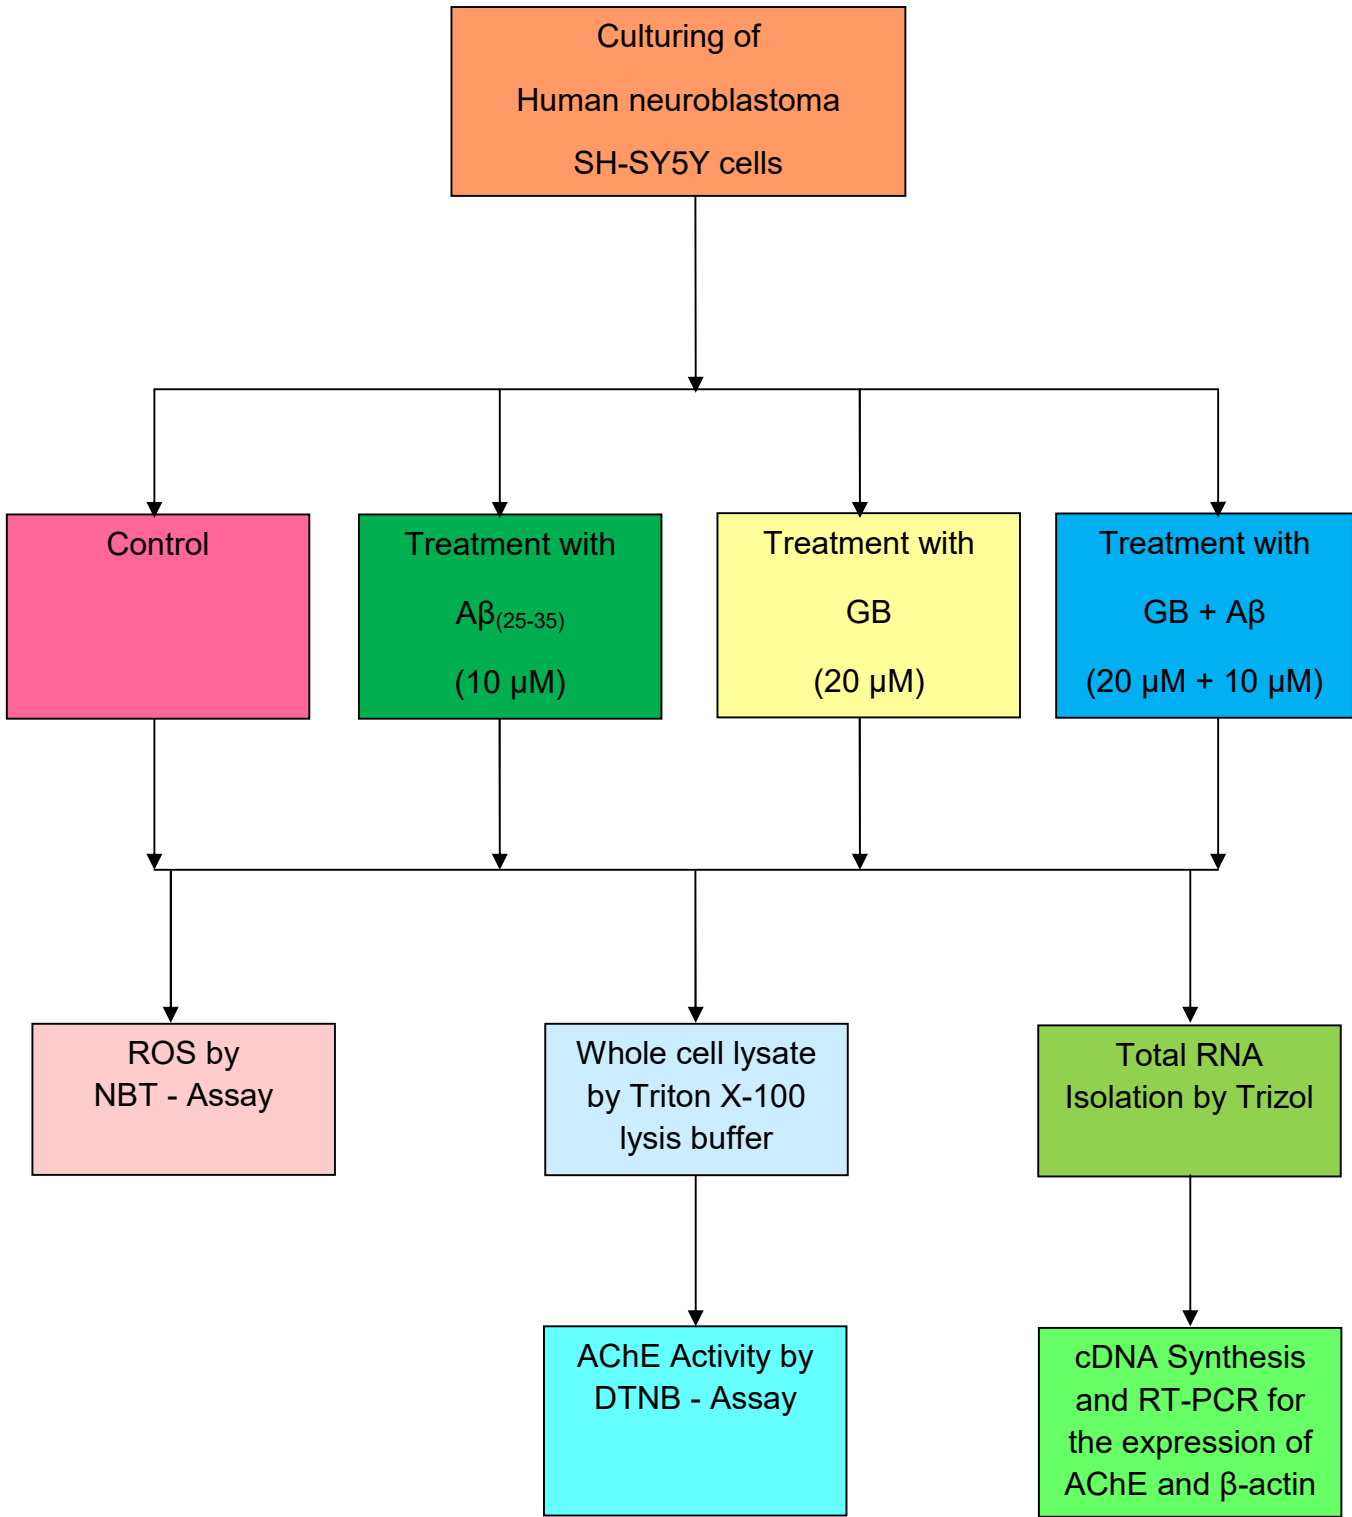 Culturing of
Human neuroblastoma
SH-SY5Y cells
Control
Treatment with
Aβ(25-35)
(10 μM)
Treatment with
GB
(20 μM)
Treatment with
GB + Aβ
(20 μM + 10 μM)
ROS by
NBT - Assay
Whole cell lysate
by Triton X-100
lysis buffer
Total RNA
Isolation by Trizol
AChE Activity by
DTNB - Assay
cDNA Synthesis
and RT-PCR for
the expression of
AChE and β-actin